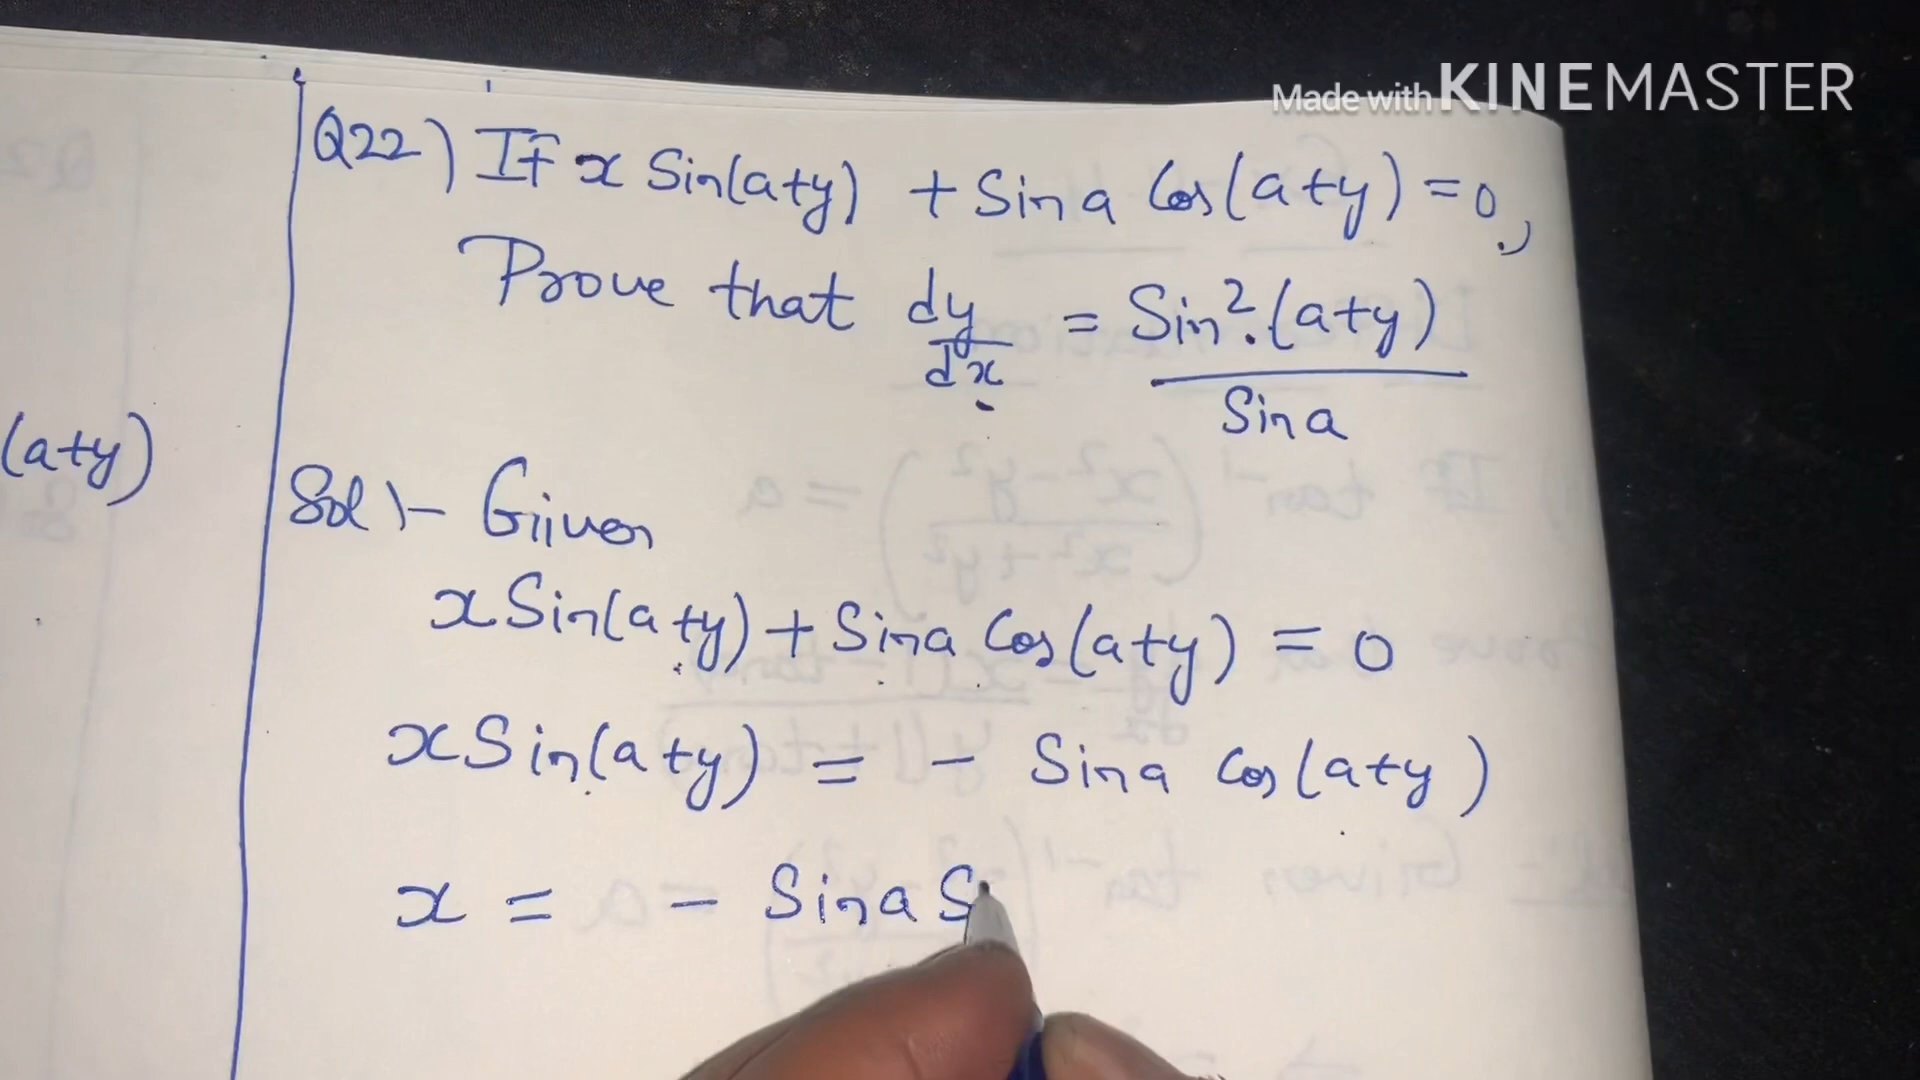 Made with KINEMASTER
Q22) If x Sin(a+y) + Sin a Cos(a+y) = 0,
Prove that dy/dx = Sin².(a+y)/Sin a
(a+y)
Sol :- Given
x Sin(a+y) + Sin a Cos(a+y) = 0
x Sin(a+y) = - Sin a Cos(a+y)
x = - Sin a S